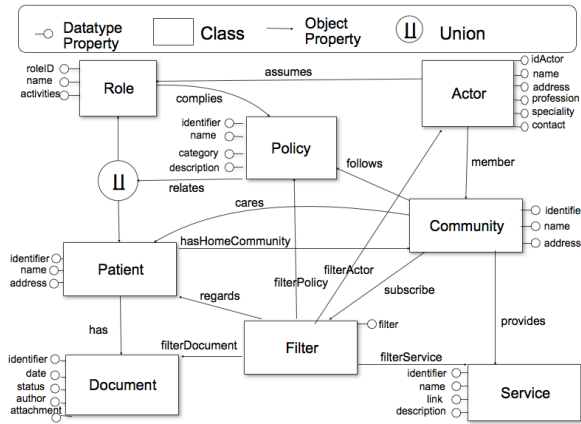 Datatype
Property
Class
Object
Property
Union
roleID
name
activities
Role
assumes
complies
Actor
idActor
name
address
profession
speciality
contact
identifier
name
category
description
Policy
follows
member
relates
cares
Community
identifie
name
address
identifier
name
address
Patient
hasHomeCommunity
filterPolicy
filterActor
subscribe
regards
has
filterDocument
Filter
filter
provides
filterService
identifier
date
status
author
attachment
Document
identifier
name
link
description
Service